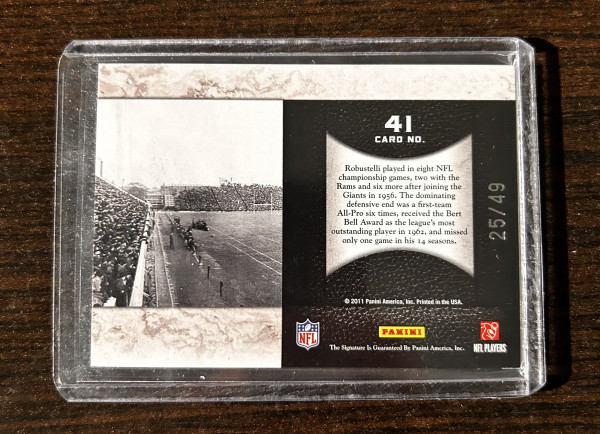 41
CARD NO.
Robustelli played in eight NFL
championship games, two with the
Rams and six more after joining the
Giants in 1956. The dominating
defensive end was a first-team
All-Pro six times, received the Bert
Bell Award as the league's most
outstanding player in 1962, and missed
only one game in his 14 seasons.
25/49
© 2011 Panini America, Inc. Printed in the USA.
NFL
PANINI
The Signature Is Guaranteed By Panini America, Inc.
NFL PLAYERS